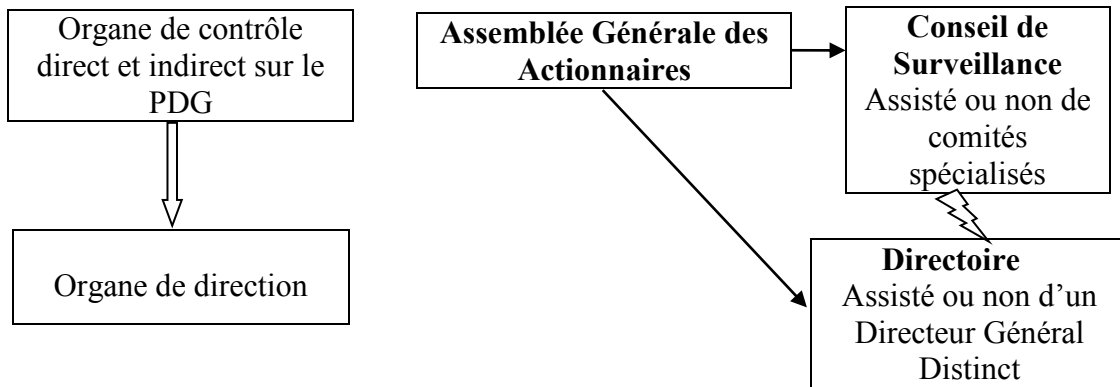 Organe de contrôle
direct et indirect sur le
PDG
Organe de direction
Assemblée Générale des
Actionnaires
Conseil de
Surveillance
Assisté ou non de
comités
spécialisés
Directoire
Assisté ou non d’un
Directeur Général
Distinct